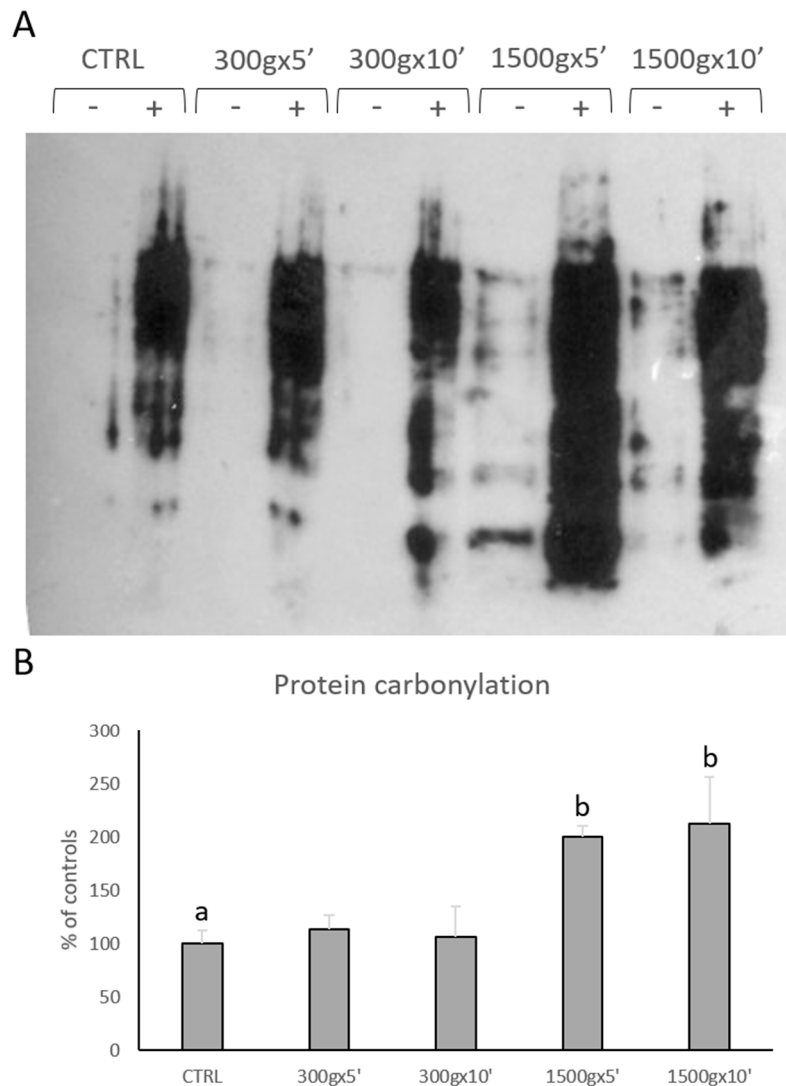 A
CTRL 300gx5’ 300gx10’ 1500gx5’ 1500gx10’
- + - + - + - + - +
B
Protein carbonylation
300
250
200
150
100
50
0
% of controls
a
b
b
CTRL 300gx5' 300gx10' 1500gx5' 1500gx10'